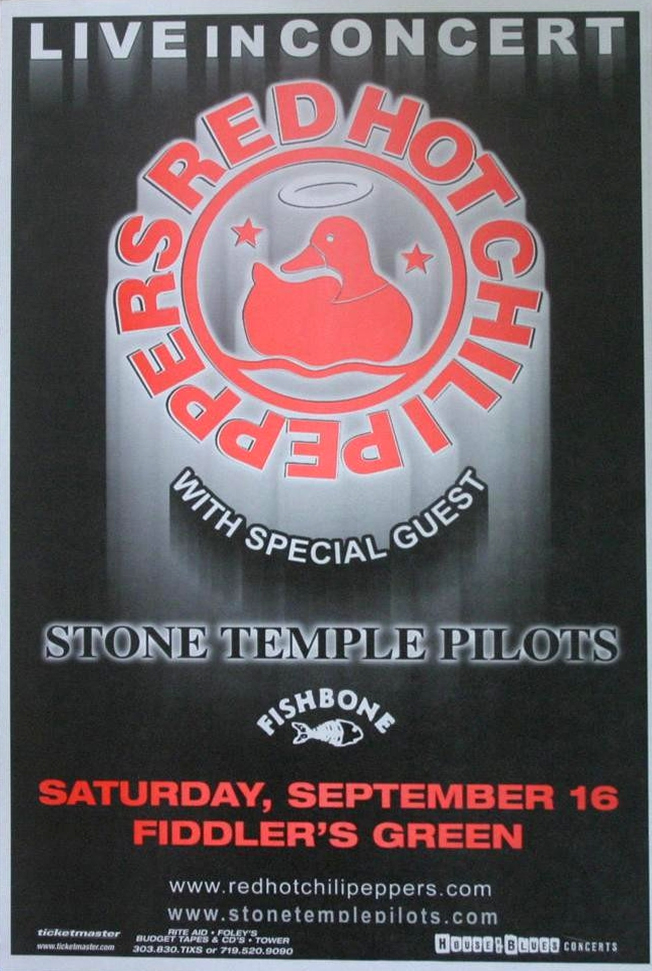 LIVE IN CONCERT
RED HOT CHILI PEPPERS
WITH SPECIAL GUEST
STONE TEMPLE PILOTS
FISHBONE
SATURDAY, SEPTEMBER 16
FIDDLER'S GREEN
www.redhotchilipeppers.com
www.stonetemplepilots.com
ticketmaster
www.ticketmaster.com
RITE AID • FOLEY'S
BUDGET TAPES & CD'S • TOWER
303.830.TIXS or 719.520.9090
HOUSE OF BLUES CONCERTS